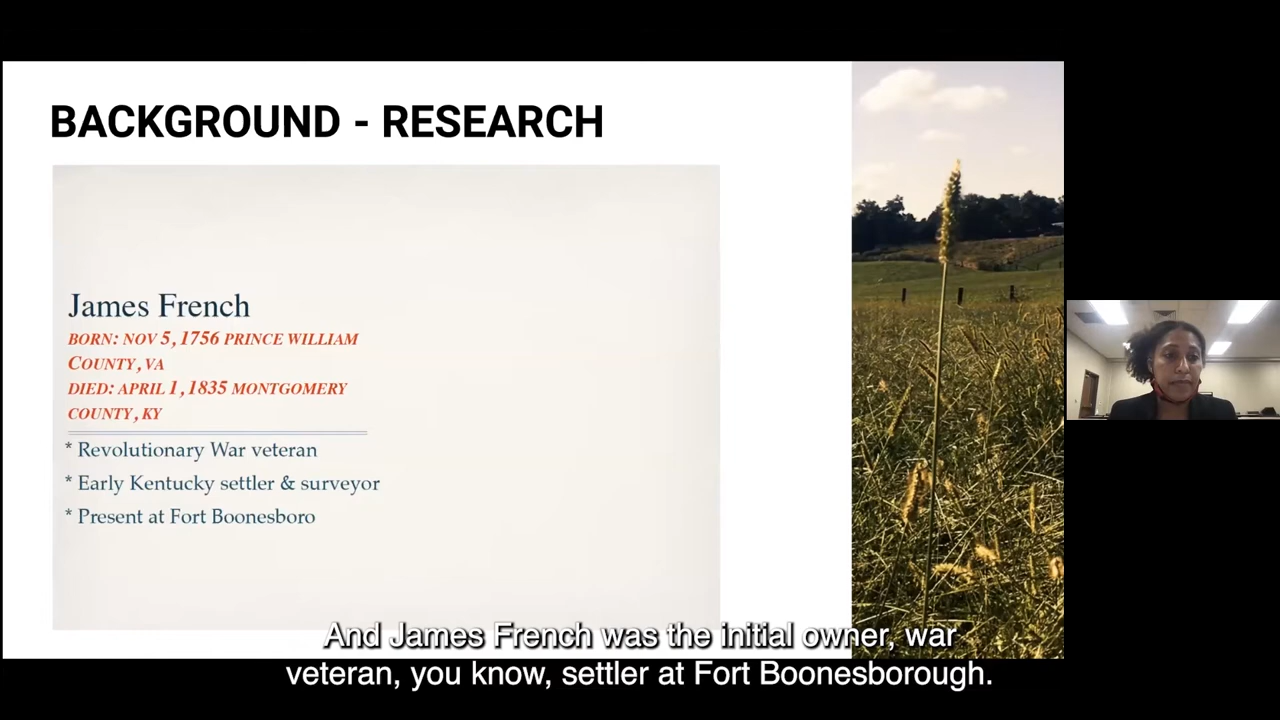 BACKGROUND - RESEARCH
James French
BORN: NOV 5, 1756 PRINCE WILLIAM
COUNTY, VA
DIED: APRIL 1, 1835 MONTGOMERY
COUNTY, KY
* Revolutionary War veteran
* Early Kentucky settler & surveyor
* Present at Fort Boonesboro
And James French was the initial owner, war
veteran, you know, settler at Fort Boonesborough.